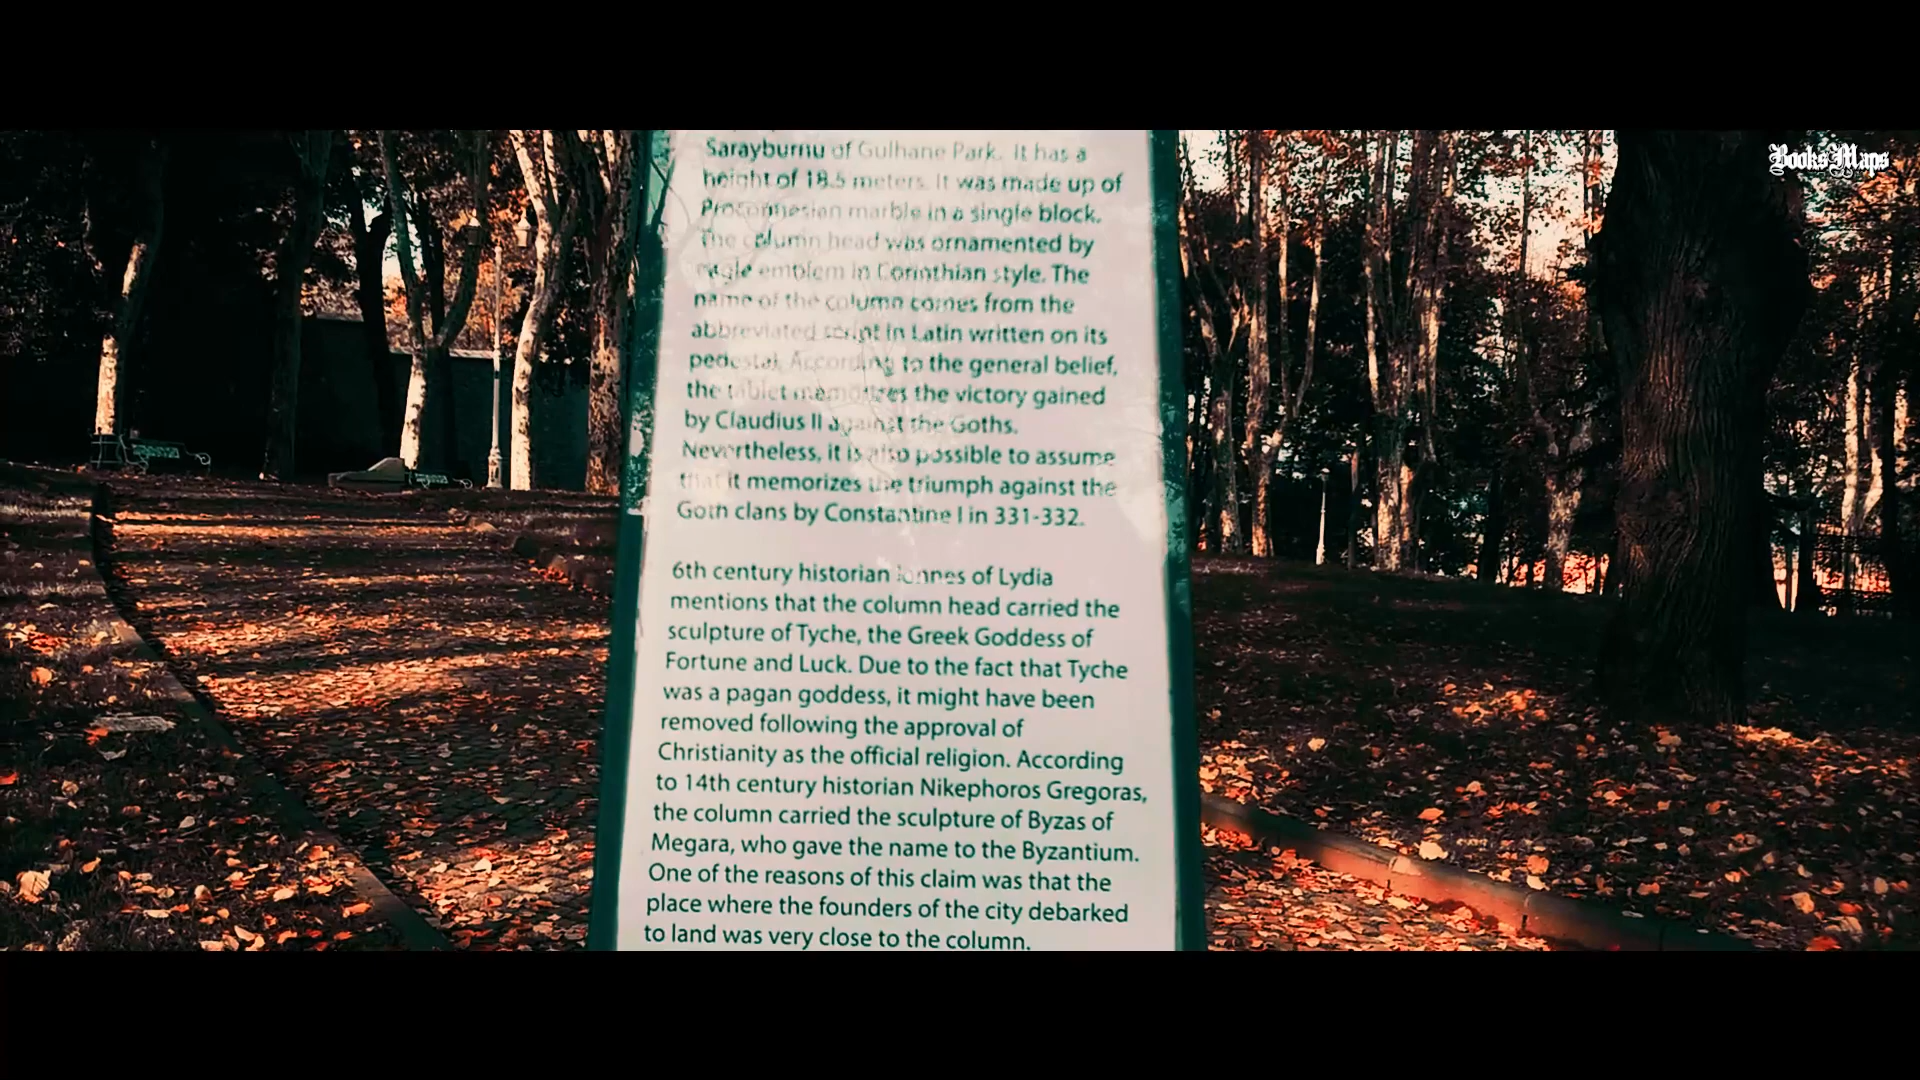 Sarayburnu of Gulhane Park. It has a
height of 18.5 meters. It was made up of
Proconnesian marble in a single block.
The column head was ornamented by
eagle emblem in Corinthian style. The
name of the column comes from the
abbreviated script in Latin written on its
pedestal. According to the general belief,
the tablet memorizes the victory gained
by Claudius II against the Goths.
Nevertheless, it is also possible to assume
that it memorizes the triumph against the
Goth clans by Constantine I in 331-332.
6th century historian Ionnes of Lydia
mentions that the column head carried the
sculpture of Tyche, the Greek Goddess of
Fortune and Luck. Due to the fact that Tyche
was a pagan goddess, it might have been
removed following the approval of
Christianity as the official religion. According
to 14th century historian Nikephoros Gregoras,
the column carried the sculpture of Byzas of
Megara, who gave the name to the Byzantium.
One of the reasons of this claim was that the
place where the founders of the city debarked
to land was very close to the column.
Books Maps